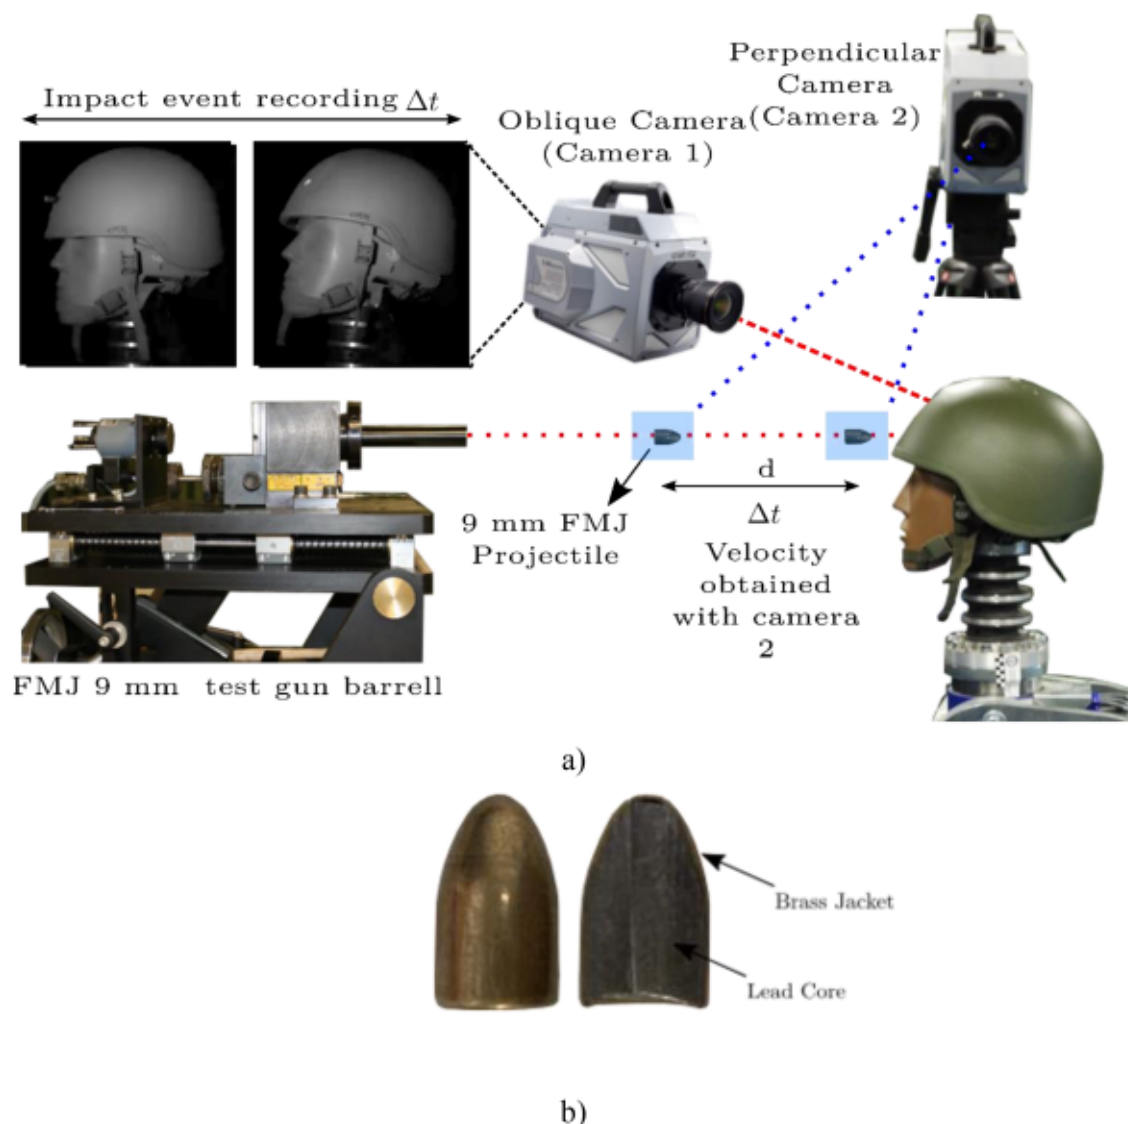 Impact event recording Δt
Oblique Camera
(Camera 1)
Perpendicular
Camera
(Camera 2)
d
Δt
9 mm FMJ
Projectile
Velocity
obtained
with camera
2
FMJ 9 mm test gun barrell
a)
Brass Jacket
Lead Core
b)